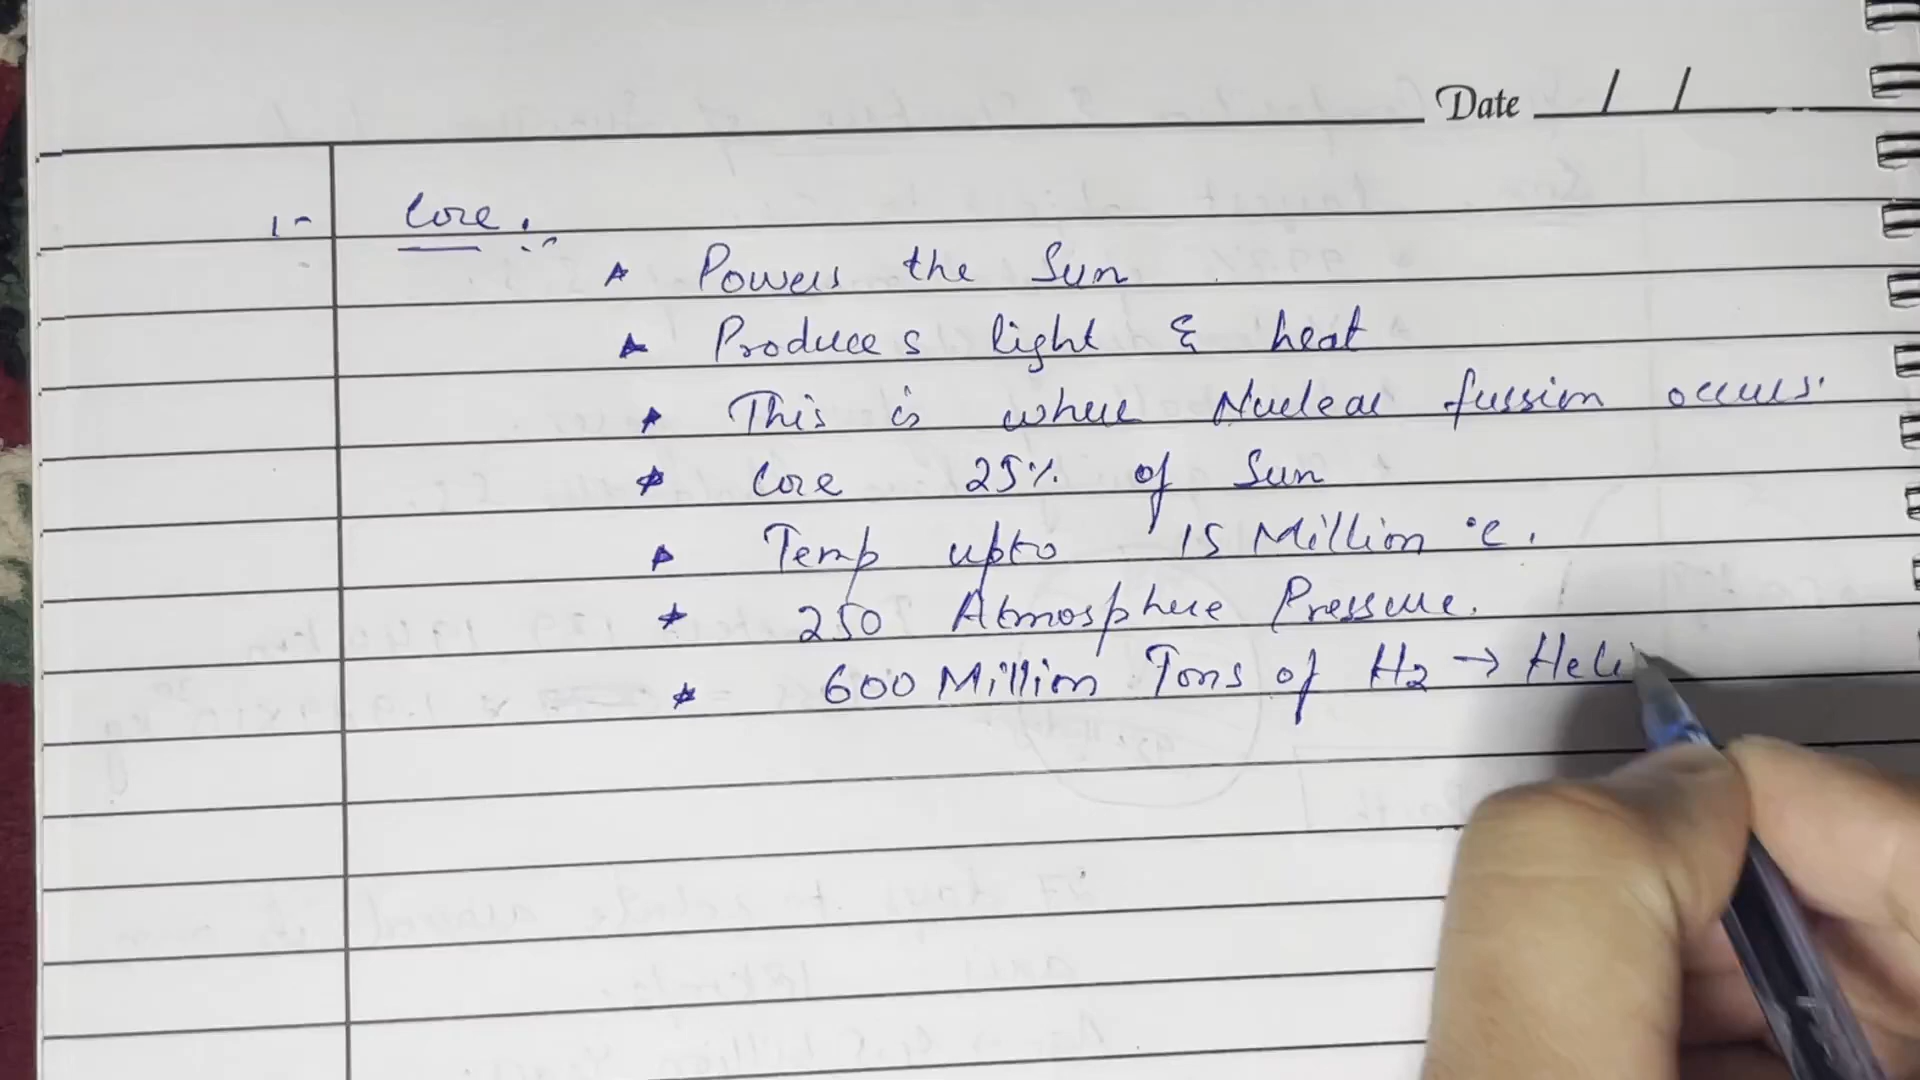 Date / /
1- Core :-
Powers the Sun
Produces light & heat
This is where Nuclear fussion occurs.
Core 25% of Sun
Temp upto 15 Million °C.
250 Atmosphere Pressure.
600 Million Tons of H2 → Heli